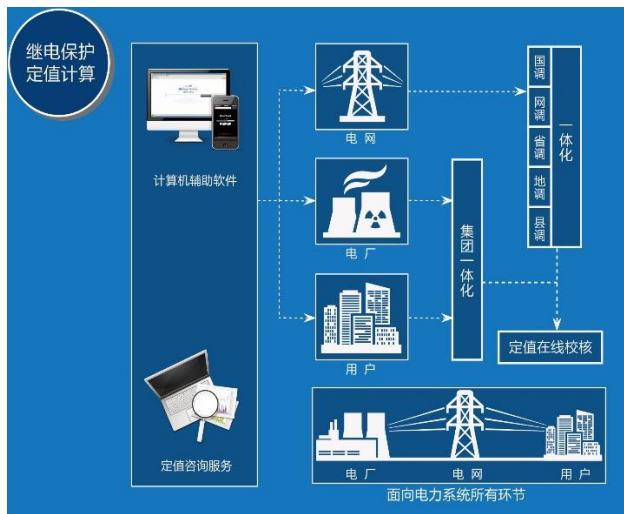 继电保护
定值计算
计算机辅助软件
定值咨询服务
电网
电厂
用户
国调
网调
省调
地调
县调
一体化
集团一体化
定值在线校核
电厂
电网
用户
面向电力系统所有环节